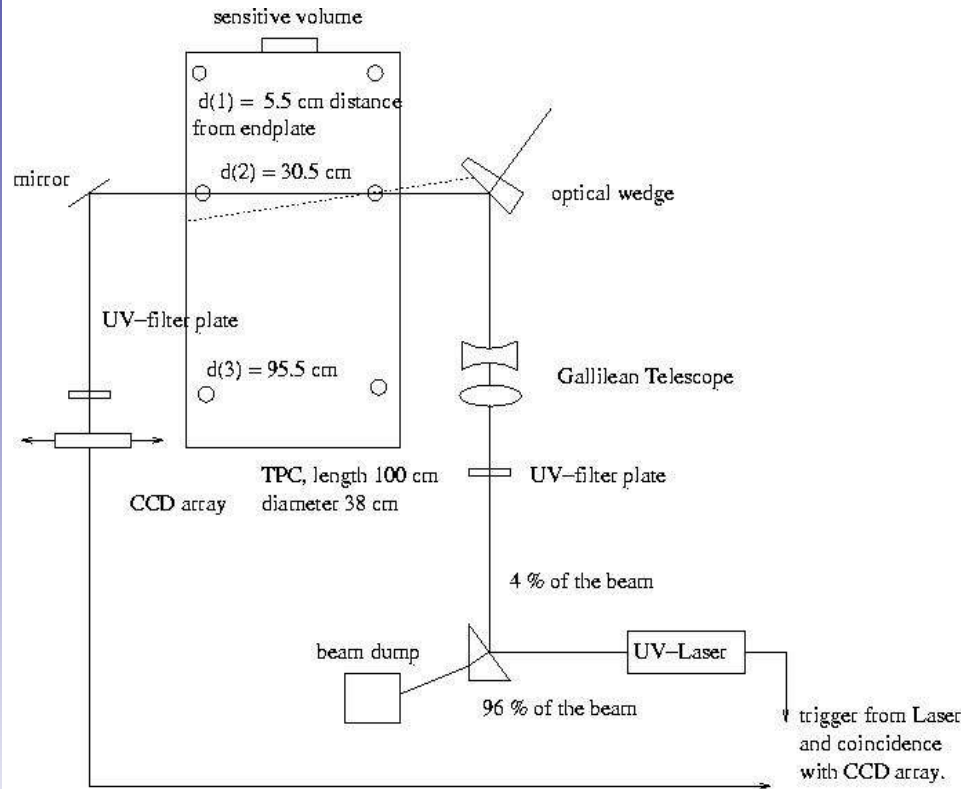 sensitive volume
d(1) = 5.5 cm distance
from endplate
d(2) = 30.5 cm
mirror
optical wedge
UV–filter plate
d(3) = 95.5 cm
Gallilean Telescope
TPC, length 100 cm
diameter 38 cm
UV–filter plate
CCD array
4 % of the beam
beam dump
UV–Laser
96 % of the beam
trigger from Laser
and coincidence
with CCD array.